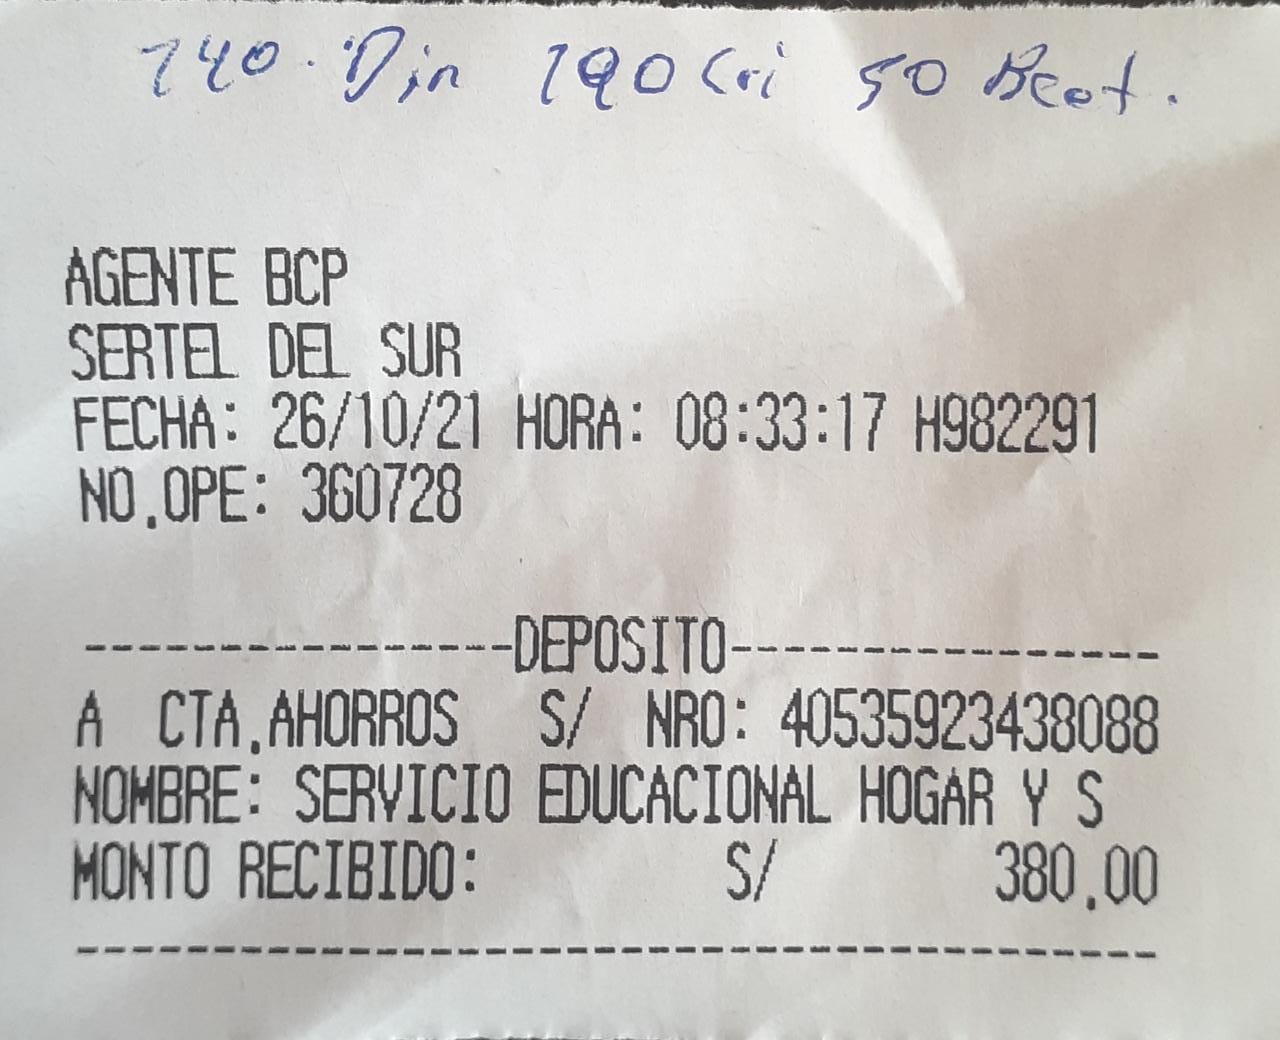 140. Din 190 Cri 50 Beat.
AGENTE BCP
SERTEL DEL SUR
FECHA: 26/10/21 HORA: 08:33:17 H982291
NO.OPE: 360728
----------------DEPOSITO----------------
A CTA.AHORROS S/ NRO: 40535923438088
NOMBRE: SERVICIO EDUCACIONAL HOGAR Y S
MONTO RECIBIDO: S/ 380.00
----------------------------------------